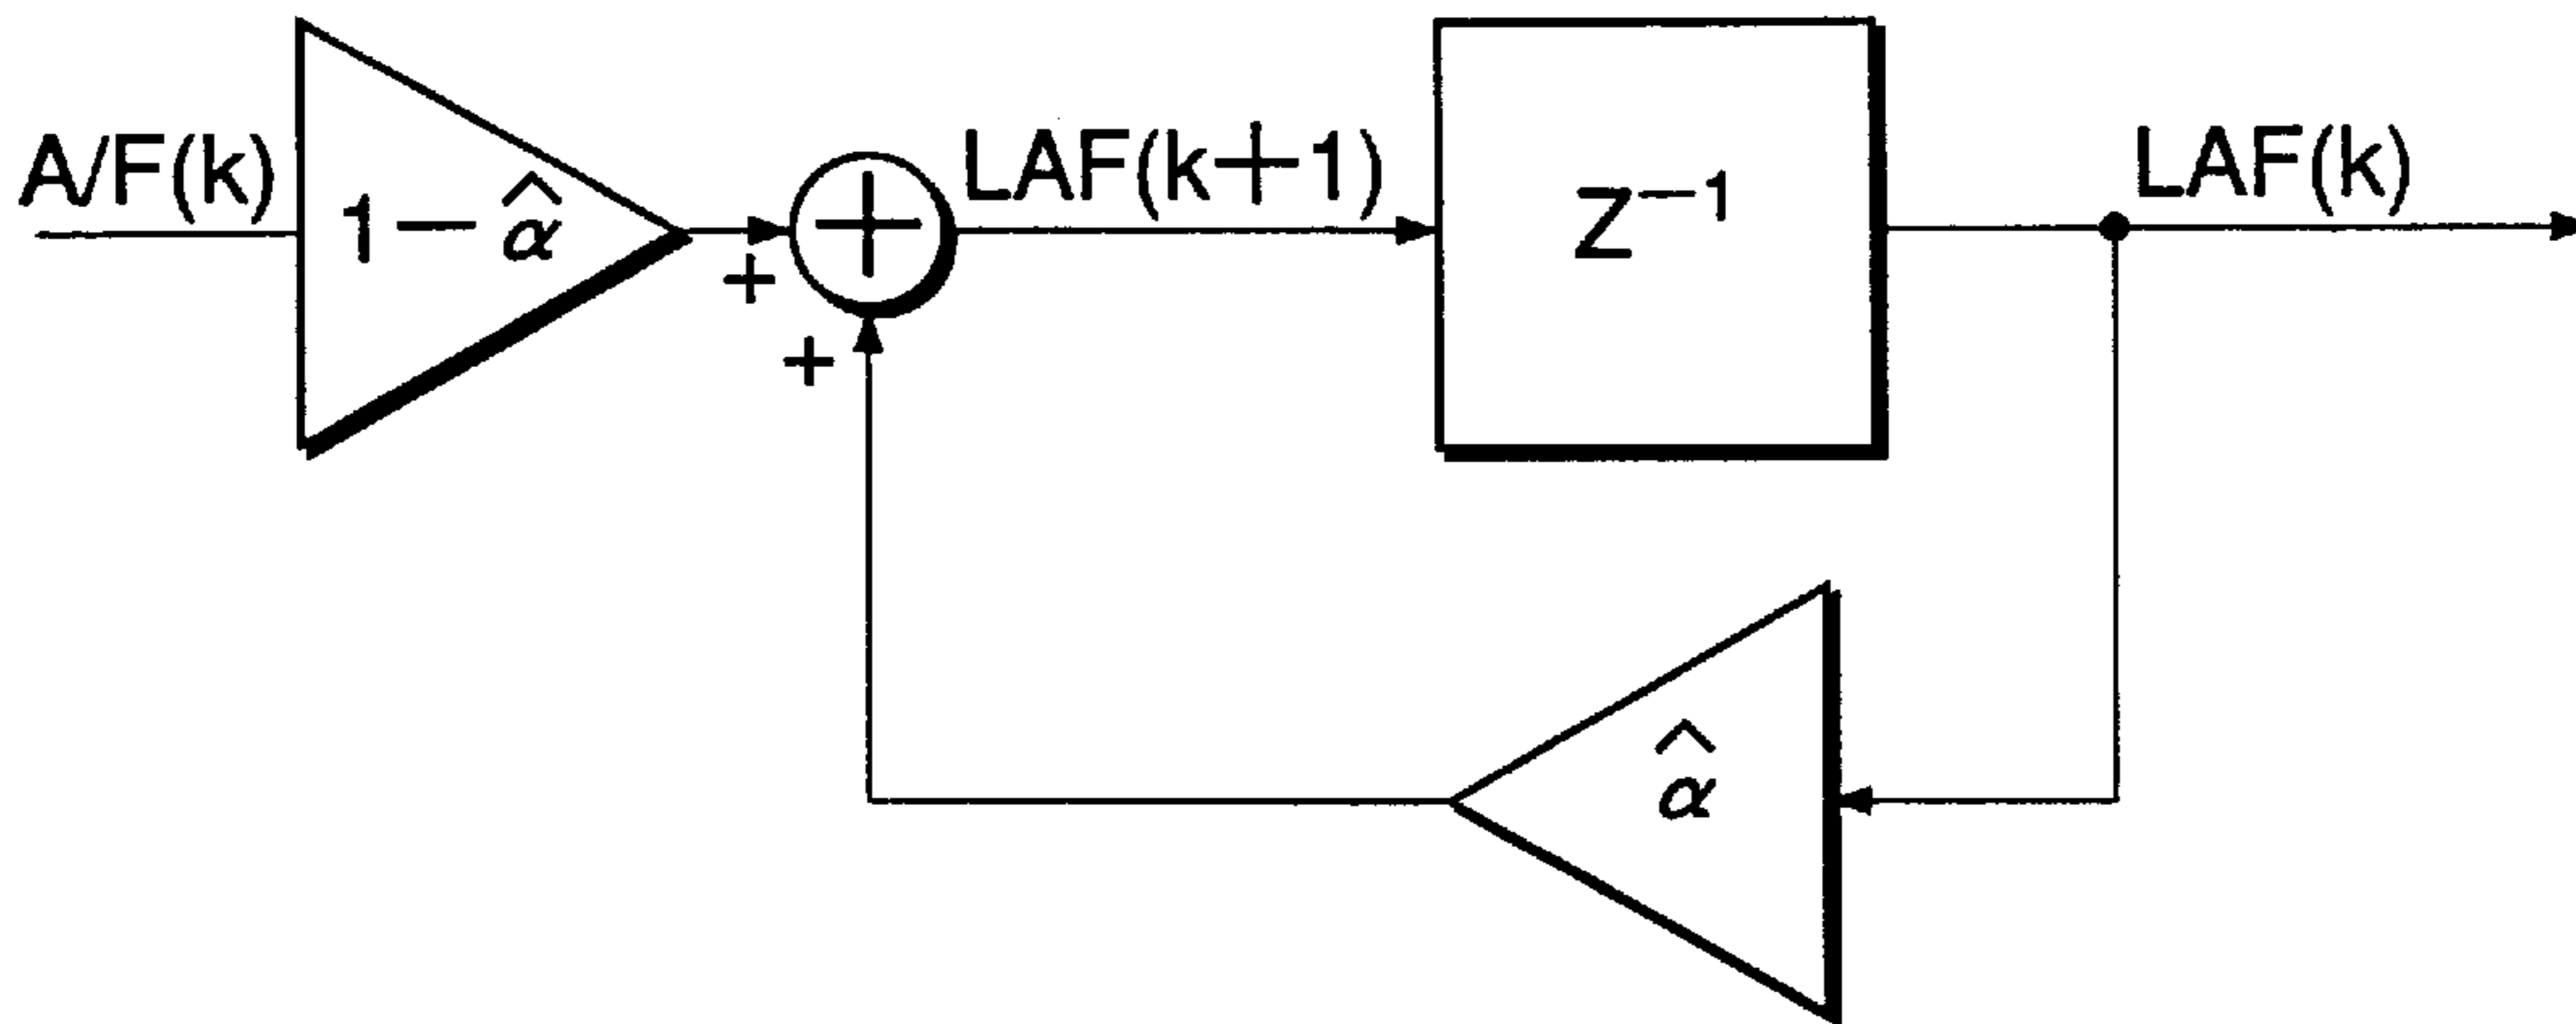 A/F(k)
1−α̂
+
+
+
LAF(k+1)
Z⁻¹
LAF(k)
α̂